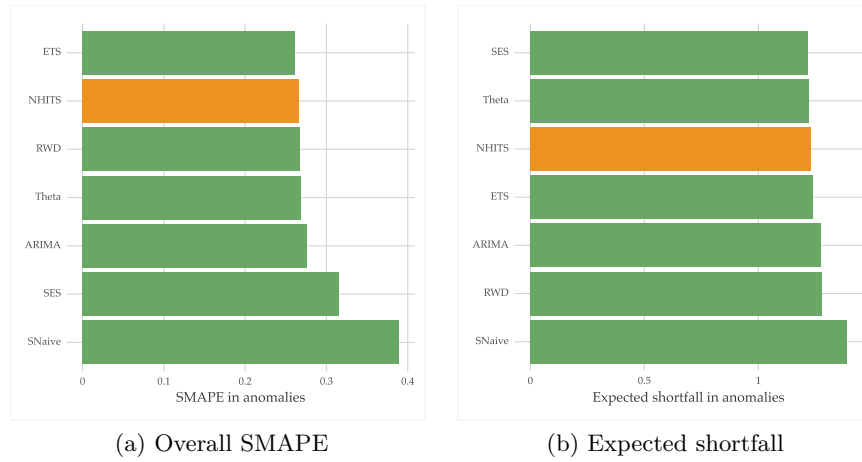 ETS
NHITS
RWD
Theta
ARIMA
SES
SNaive
0 0.1 0.2 0.3 0.4
SMAPE in anomalies
(a) Overall SMAPE
SES
Theta
NHITS
ETS
ARIMA
RWD
SNaive
0 0.5 1
Expected shortfall in anomalies
(b) Expected shortfall